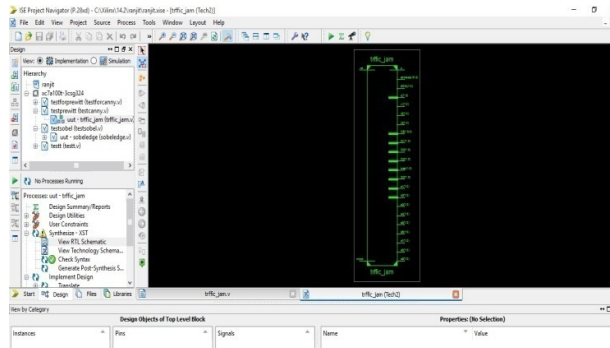 ISE Project Navigator (P.28xd) - C:\Xilinx\14.2\ranjit\ranjit.xise - [trffic_jam (Tech2)]
File Edit View Project Source Process Tools Window Layout Help
Design
View: Implementation Simulation
Hierarchy
ranjit
xc7a100t-3csg324
testforprewitt (testforcanny.v)
testprewitt (testcanny.v)
uut - trffic_jam (trffic_jam.v)
testsobel (testsobel.v)
uut - sobeledge (sobeledge.v)
testt (testt.v)
No Processes Running
Processes: uut - trffic_jam
Design Summary/Reports
Design Utilities
User Constraints
Synthesize - XST
View RTL Schematic
View Technology Schema...
Check Syntax
Generate Post-Synthesis S...
Implement Design
Translate
trffic_jam
trffic_jam
Start Design Files Libraries
trffic_jam.v
trffic_jam (Tech2)
View by Category
Design Objects of Top Level Block
Properties: (No Selection)
Instances
Pins
Signals
Name
Value